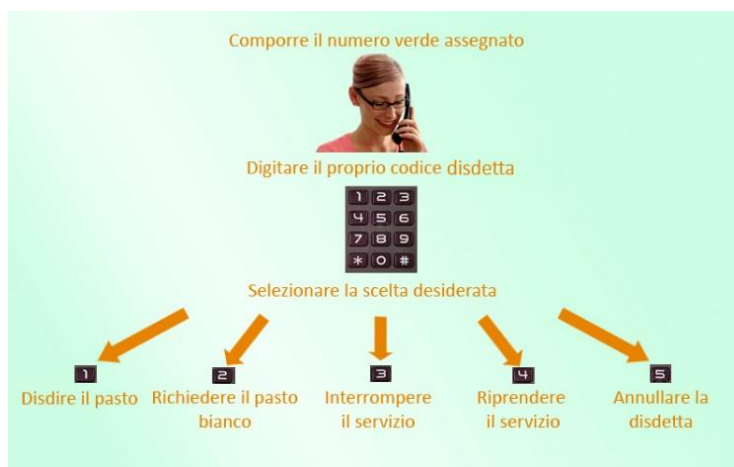 Comporre il numero verde assegnato
Digitare il proprio codice disdetta
1 2 3
4 5 6
7 8 9
* 0 #
Selezionare la scelta desiderata
1
Disdire il pasto
2
Richiedere il pasto
bianco
3
Interrompere
il servizio
4
Riprendere
il servizio
5
Annullare la
disdetta